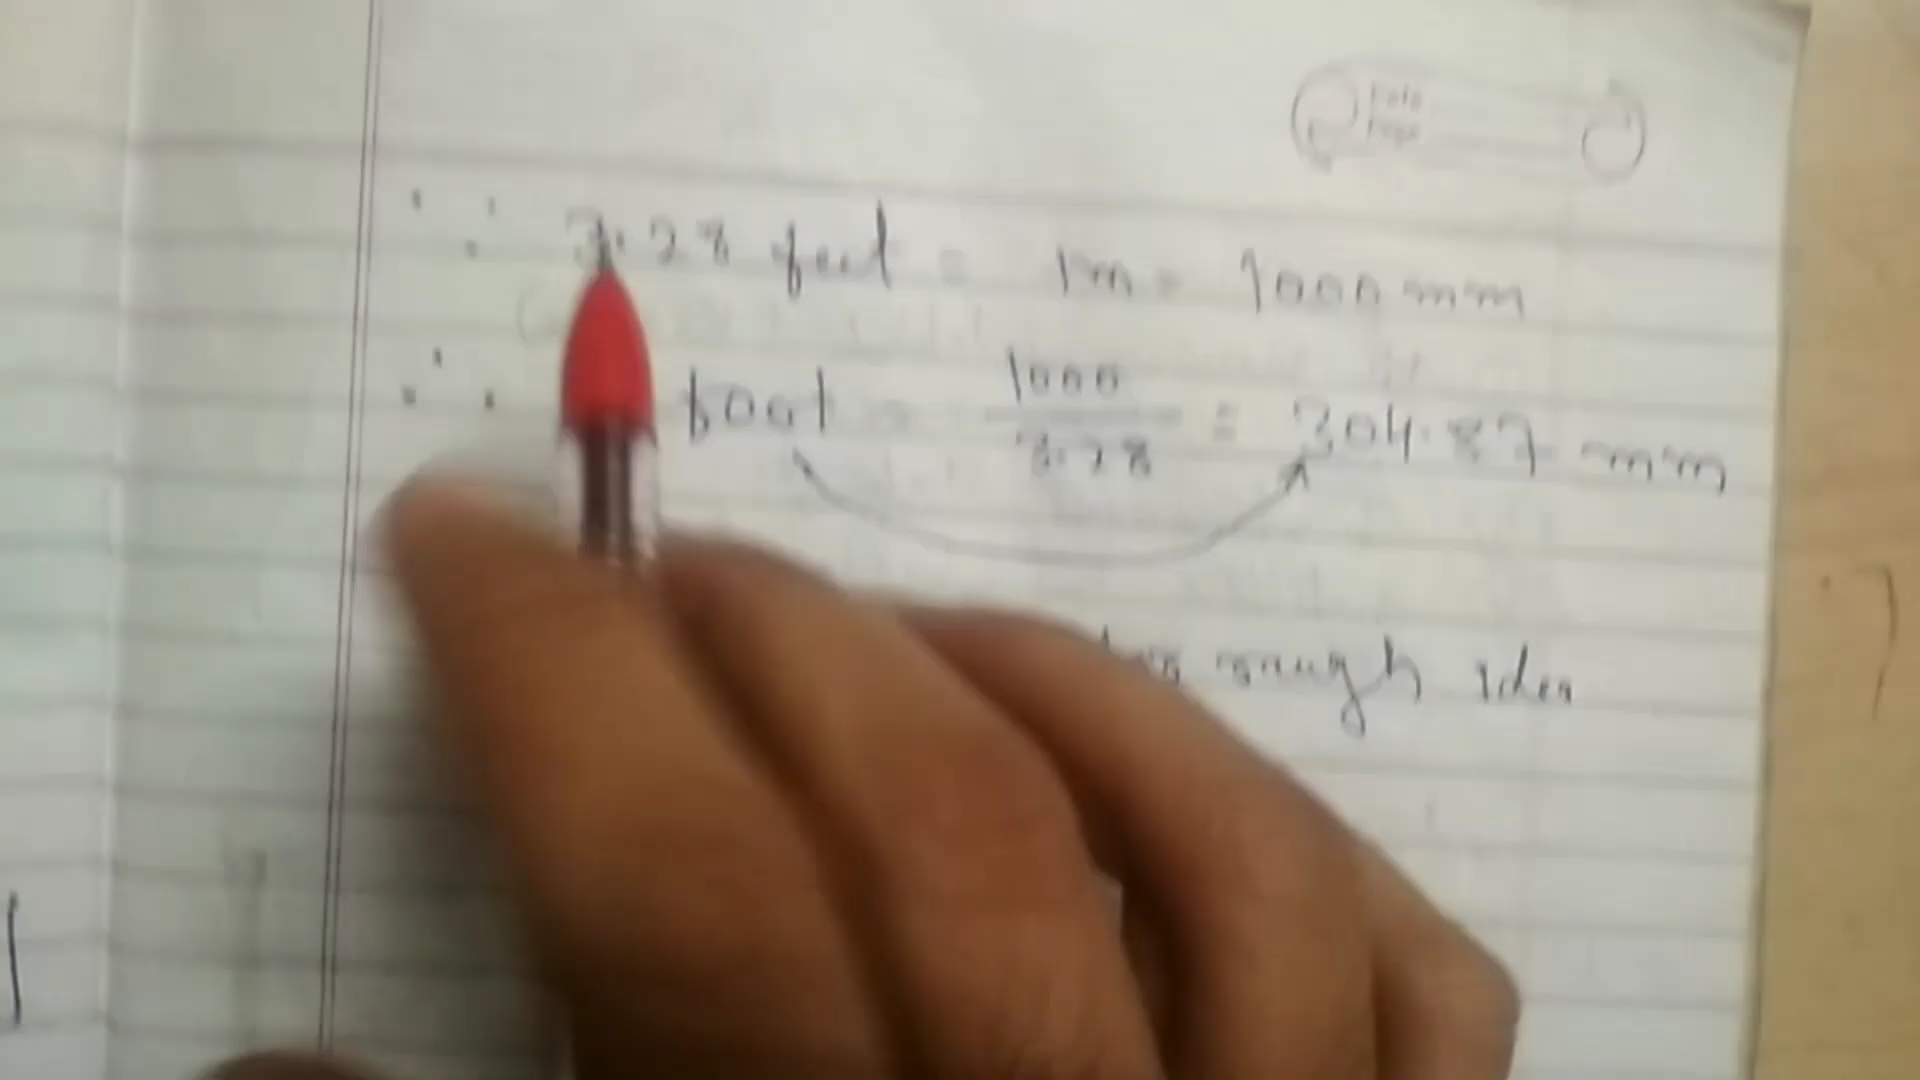 ∵ 3.28 feet = 1m = 1000 mm
∴ foot = 1000/3.28 = 304.87 mm
rough idea